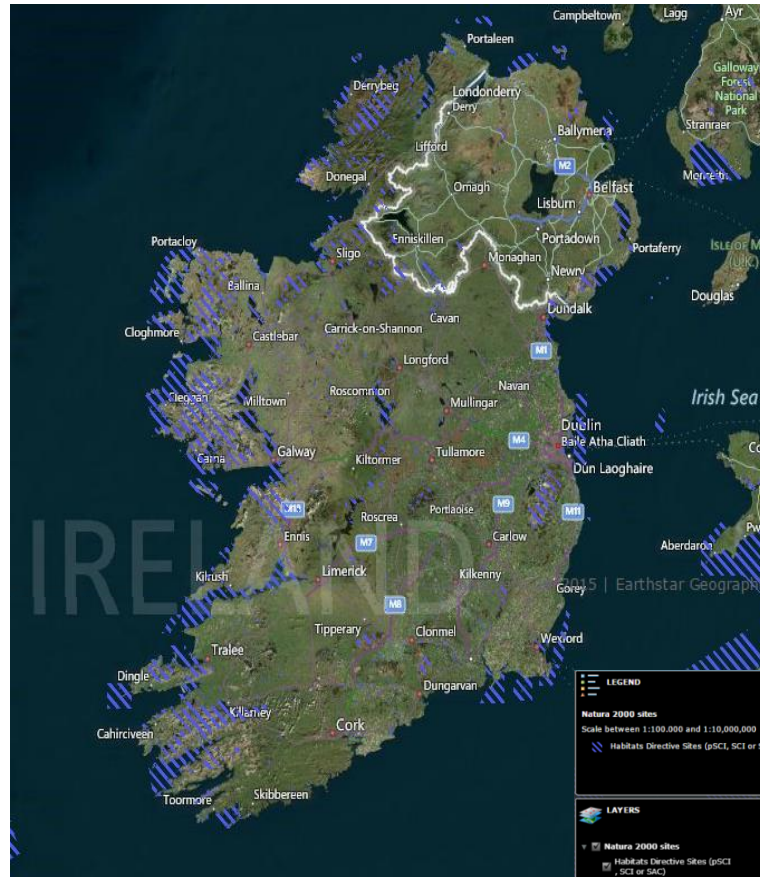 Campbeltown
Lagg
Ayr
Portaleen
Galloway
Forest
National
Park
Derrybeg
Londonderry
Derry
Stranraer
Ballymena
Lifford
M2
Donegal
Omagh
Belfast
Lisburn
Enniskillen
Portadown
Portaferry
Portacloy
Sligo
Monaghan
Newry
Douglas
Ballina
Cavan
Dundalk
Cloghmore
Castlebar
Carrick-on-Shannon
M1
Longford
Cleggan
Milltown
Roscommon
Navan
Mullingar
Irish Sea
Dublin
M4
Baile Atha Cliath
Carna
Galway
Kiltormer
Tullamore
Dún Laoghaire
M9
Portlaoise
M11
Roscrea
IRELAND
Ennis
M7
Carlow
Aberdaron
Kilrush
Limerick
Kilkenny
2015 | Earthstar Geograph
Gorey
M8
Tipperary
Clonmel
Wexford
Tralee
Dingle
Dungarvan
Killarney
Cahirciveen
Cork
Toormore
Skibbereen
LEGEND
Natura 2000 sites
Scale between 1:100.000 and 1:10,000,000
Habitats Directive Sites (pSCI, SCI or
LAYERS
Natura 2000 sites
Habitats Directive Sites (pSCI
, SCI or SAC)